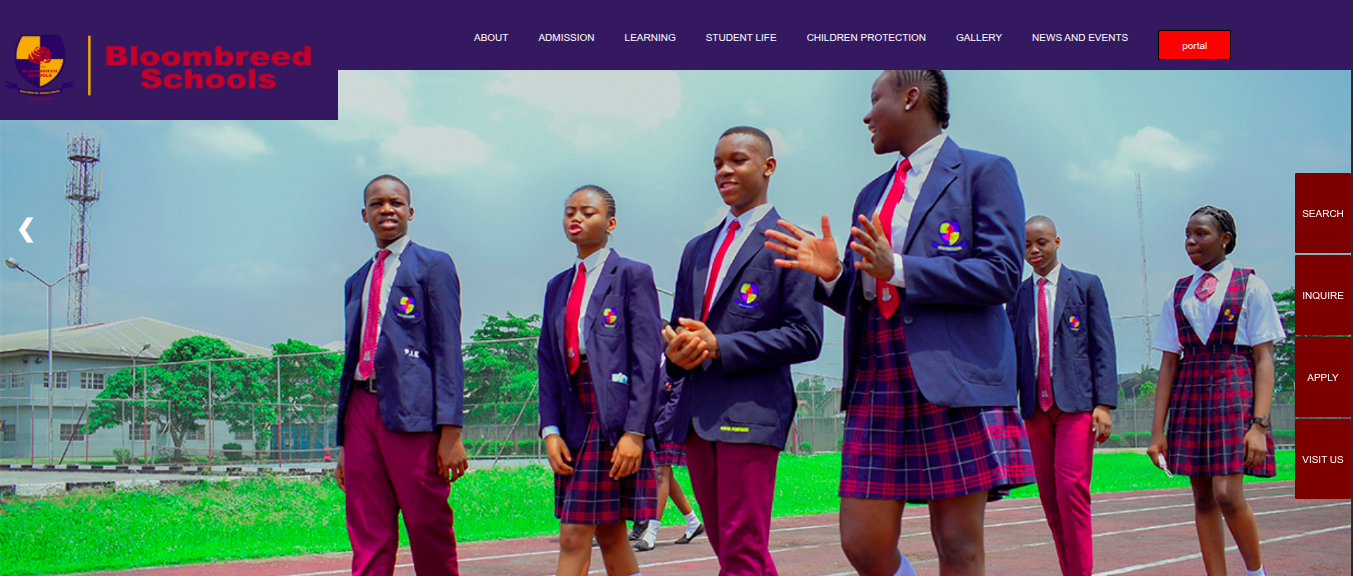 ABOUT ADMISSION LEARNING STUDENT LIFE CHILDREN PROTECTION GALLERY NEWS AND EVENTS portal
Bloombreed
Schools
SEARCH
INQUIRE
APPLY
VISIT US